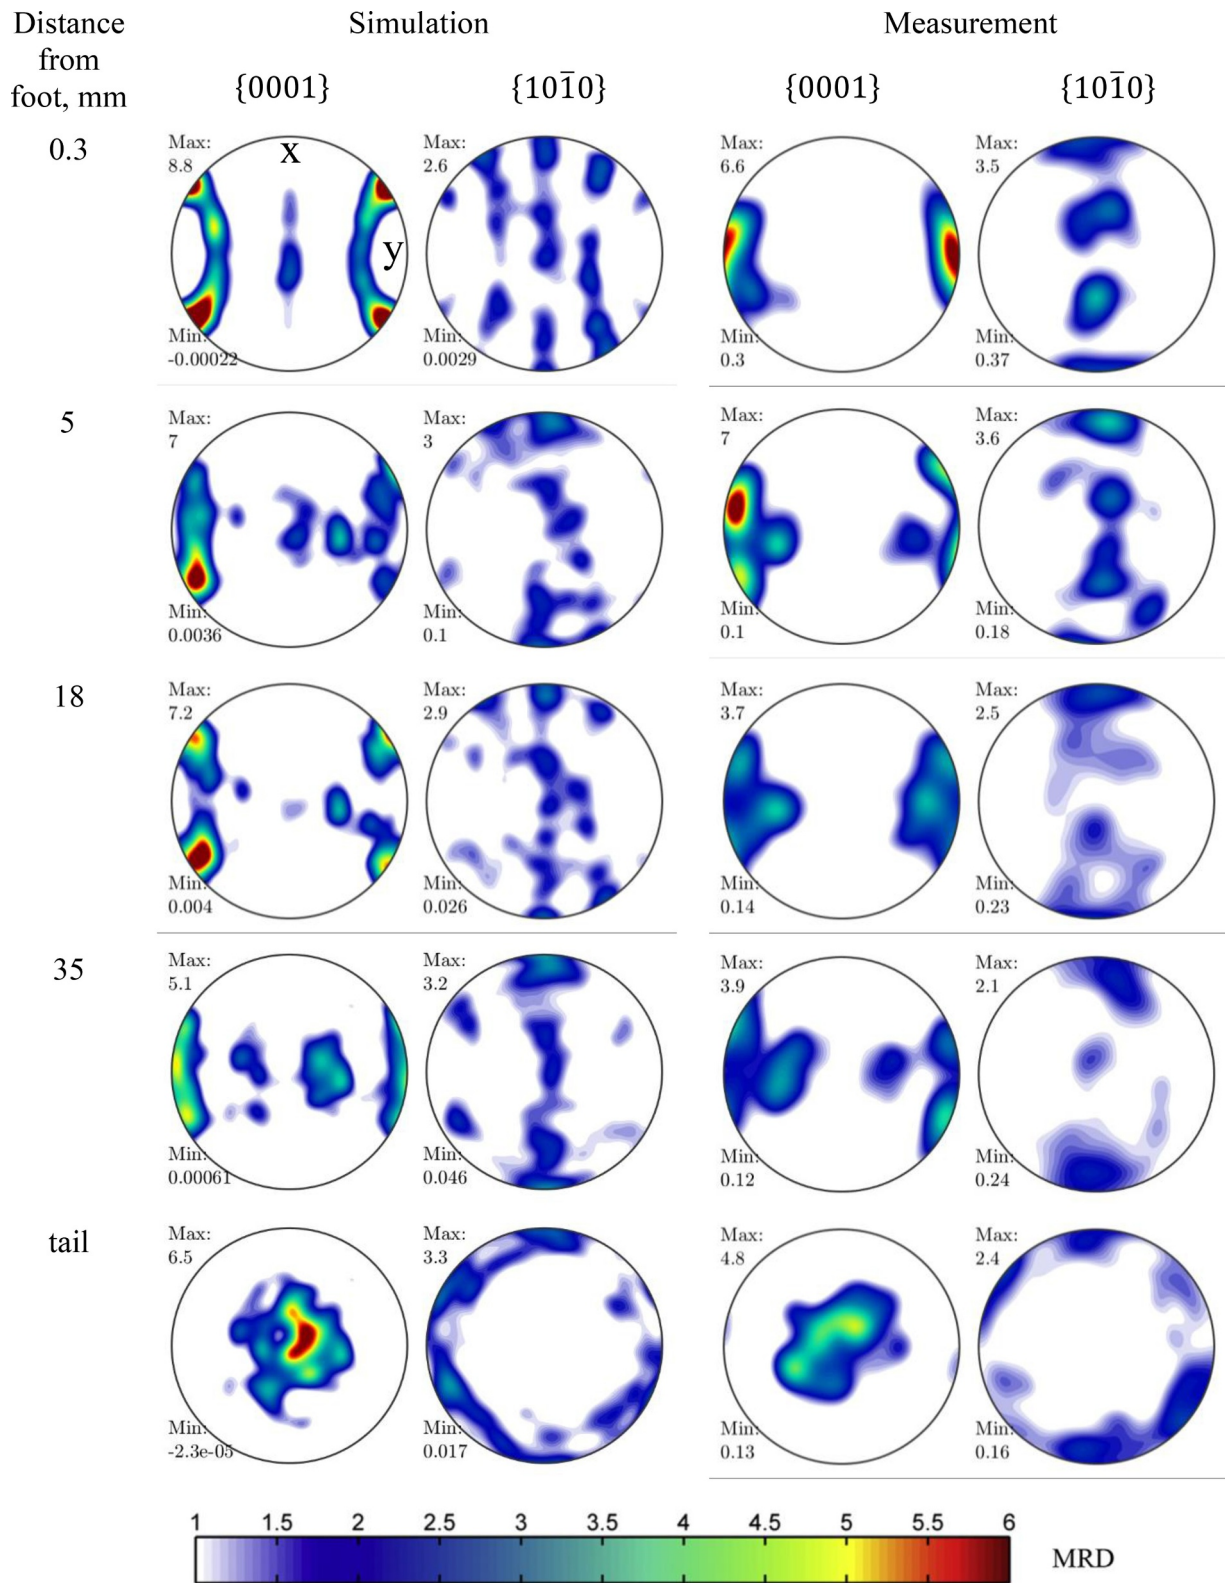 Distance from foot, mm
Simulation
Measurement
{0001}
{101̄0}
{0001}
{101̄0}
0.3
Max:
8.8
x
y
Min:
-0.00022
Max:
2.6
Min:
0.0029
Max:
6.6
Min:
0.3
Max:
3.5
Min:
0.37
5
Max:
7
Min:
0.0036
Max:
3
Min:
0.1
Max:
7
Min:
0.1
Max:
3.6
Min:
0.18
18
Max:
7.2
Min:
0.004
Max:
2.9
Min:
0.026
Max:
3.7
Min:
0.14
Max:
2.5
Min:
0.23
35
Max:
5.1
Min:
0.00061
Max:
3.2
Min:
0.046
Max:
3.9
Min:
0.12
Max:
2.1
Min:
0.24
tail
Max:
6.5
Min:
-2.3e-05
Max:
3.3
Min:
0.017
Max:
4.8
Min:
0.13
Max:
2.4
Min:
0.16
1 1.5 2 2.5 3 3.5 4 4.5 5 5.5 6
MRD